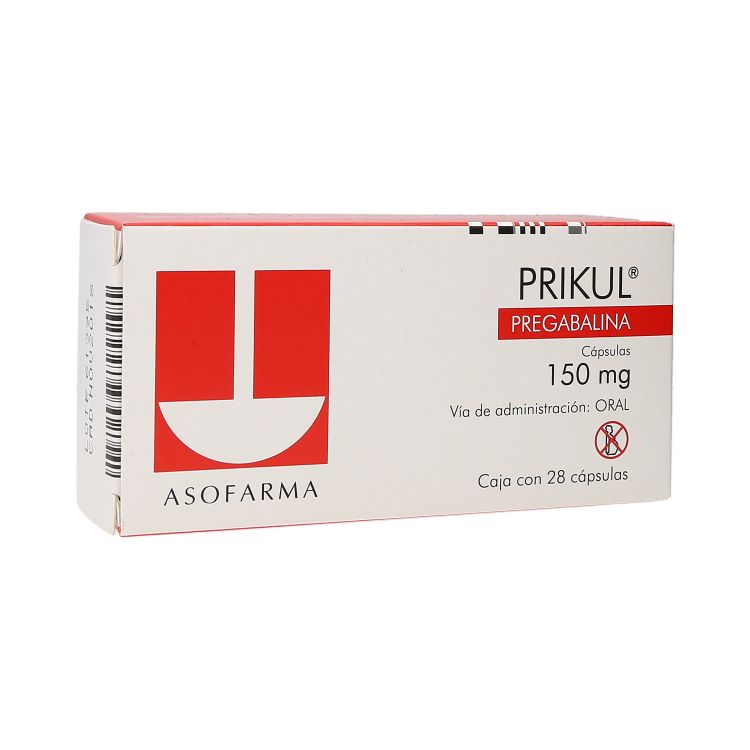 PRIKUL®
PREGABALINA
Cápsulas
150 mg
Vía de administración: ORAL
Caja con 28 cápsulas
ASOFARMA